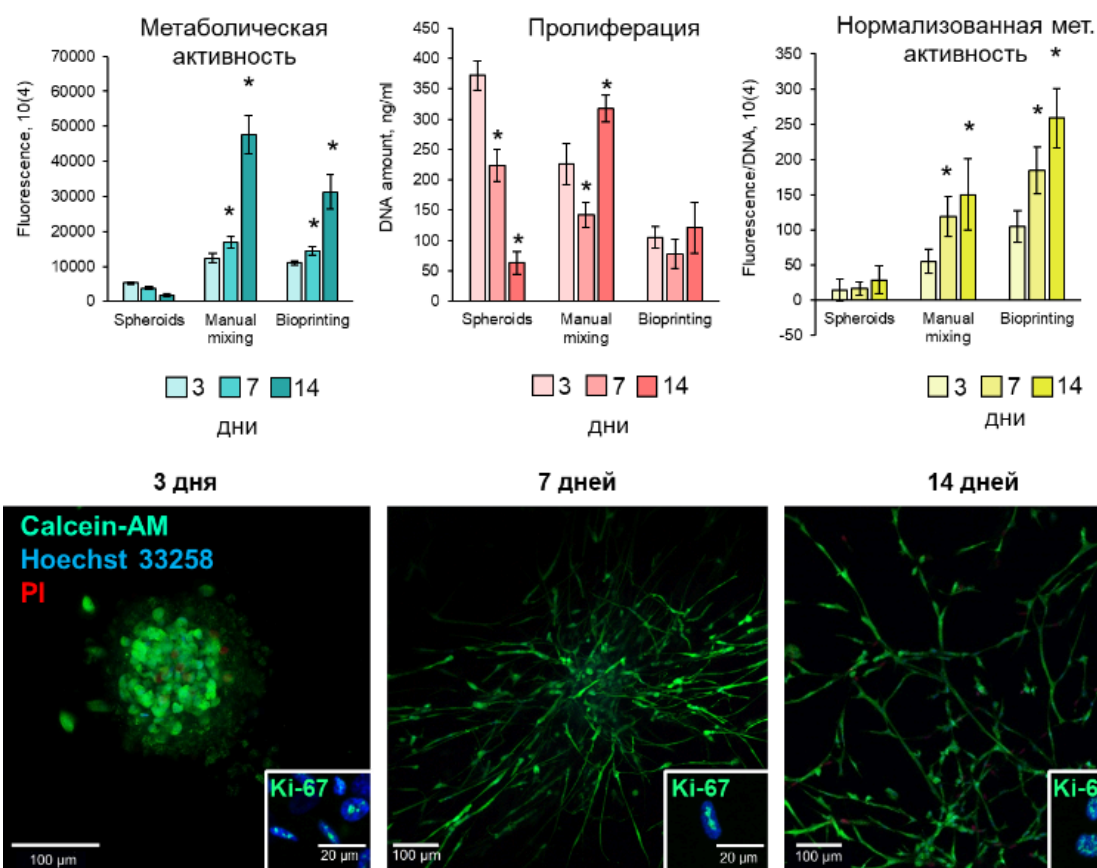 Метаболическая
активность
Fluorescence, 10(4)
70000
60000
50000
40000
30000
20000
10000
0
*
*
*
*
Spheroids
Manual
mixing
Bioprinting
3
7
14
дни
Пролиферация
DNA amount, ng/ml
450
400
350
300
250
200
150
100
50
0
*
*
*
*
Spheroids
Manual
mixing
Bioprinting
3
7
14
дни
Нормализованная мет.
активность
Fluorescence/DNA, 10(4)
350
300
250
200
150
100
50
0
-50
*
*
*
*
Spheroids
Manual
mixing
Bioprinting
3
7
14
дни
3 дня
Calcein-AM
Hoechst 33258
PI
100 µm
Ki-67
20 µm
7 дней
100 µm
Ki-67
20 µm
14 дней
100 µm